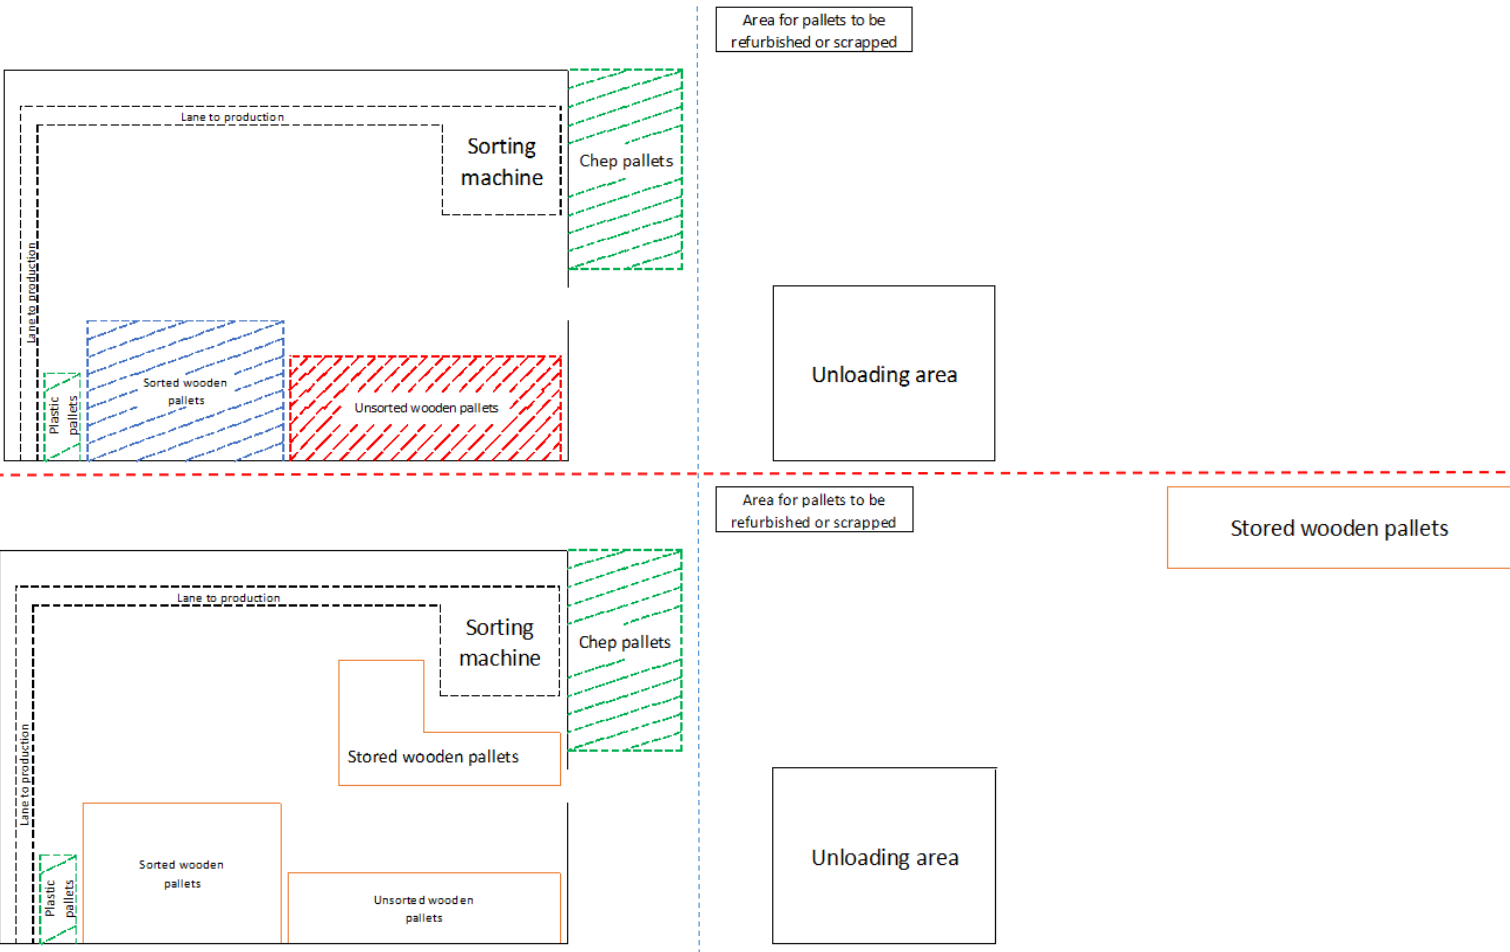 Area for pallets to be
refurbished or scrapped
Lane to production
Sorting
machine
Chep pallets
Lane to production
Unloading area
Sorted wooden
pallets
Plastic
pallets
Unsorted wooden pallets
Area for pallets to be
refurbished or scrapped
Stored wooden pallets
Lane to production
Sorting
machine
Chep pallets
Lane to production
Stored wooden pallets
Unloading area
Sorted wooden
pallets
Plastic
pallets
Unsorted wooden
pallets